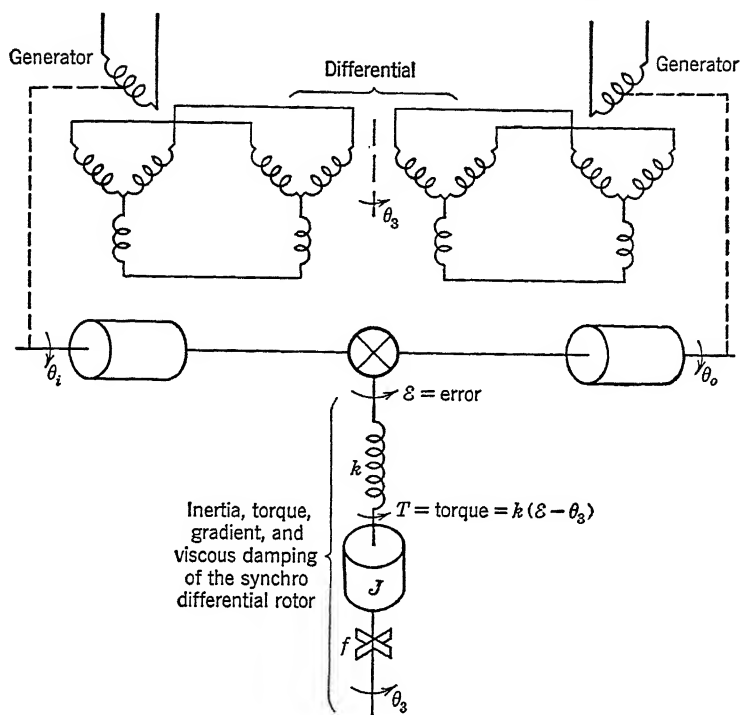 Generator
Differential
Generator
θ₃
θᵢ
θₒ
ℰ = error
k
T = torque = k(ℰ − θ₃)
Inertia, torque,
gradient, and
viscous damping
of the synchro
differential rotor
J
f
θ₃